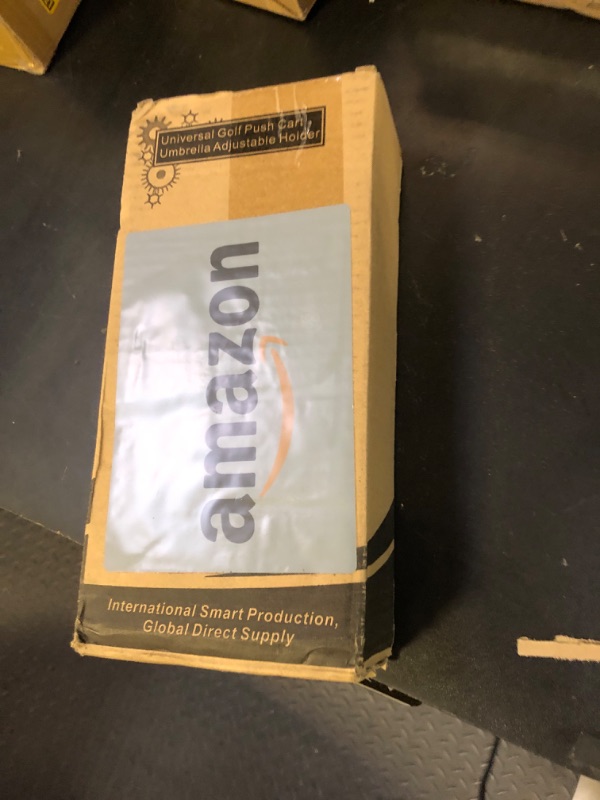 Universal Golf Push Cart
Umbrella Adjustable Holder
amazon
International Smart Production,
Global Direct Supply